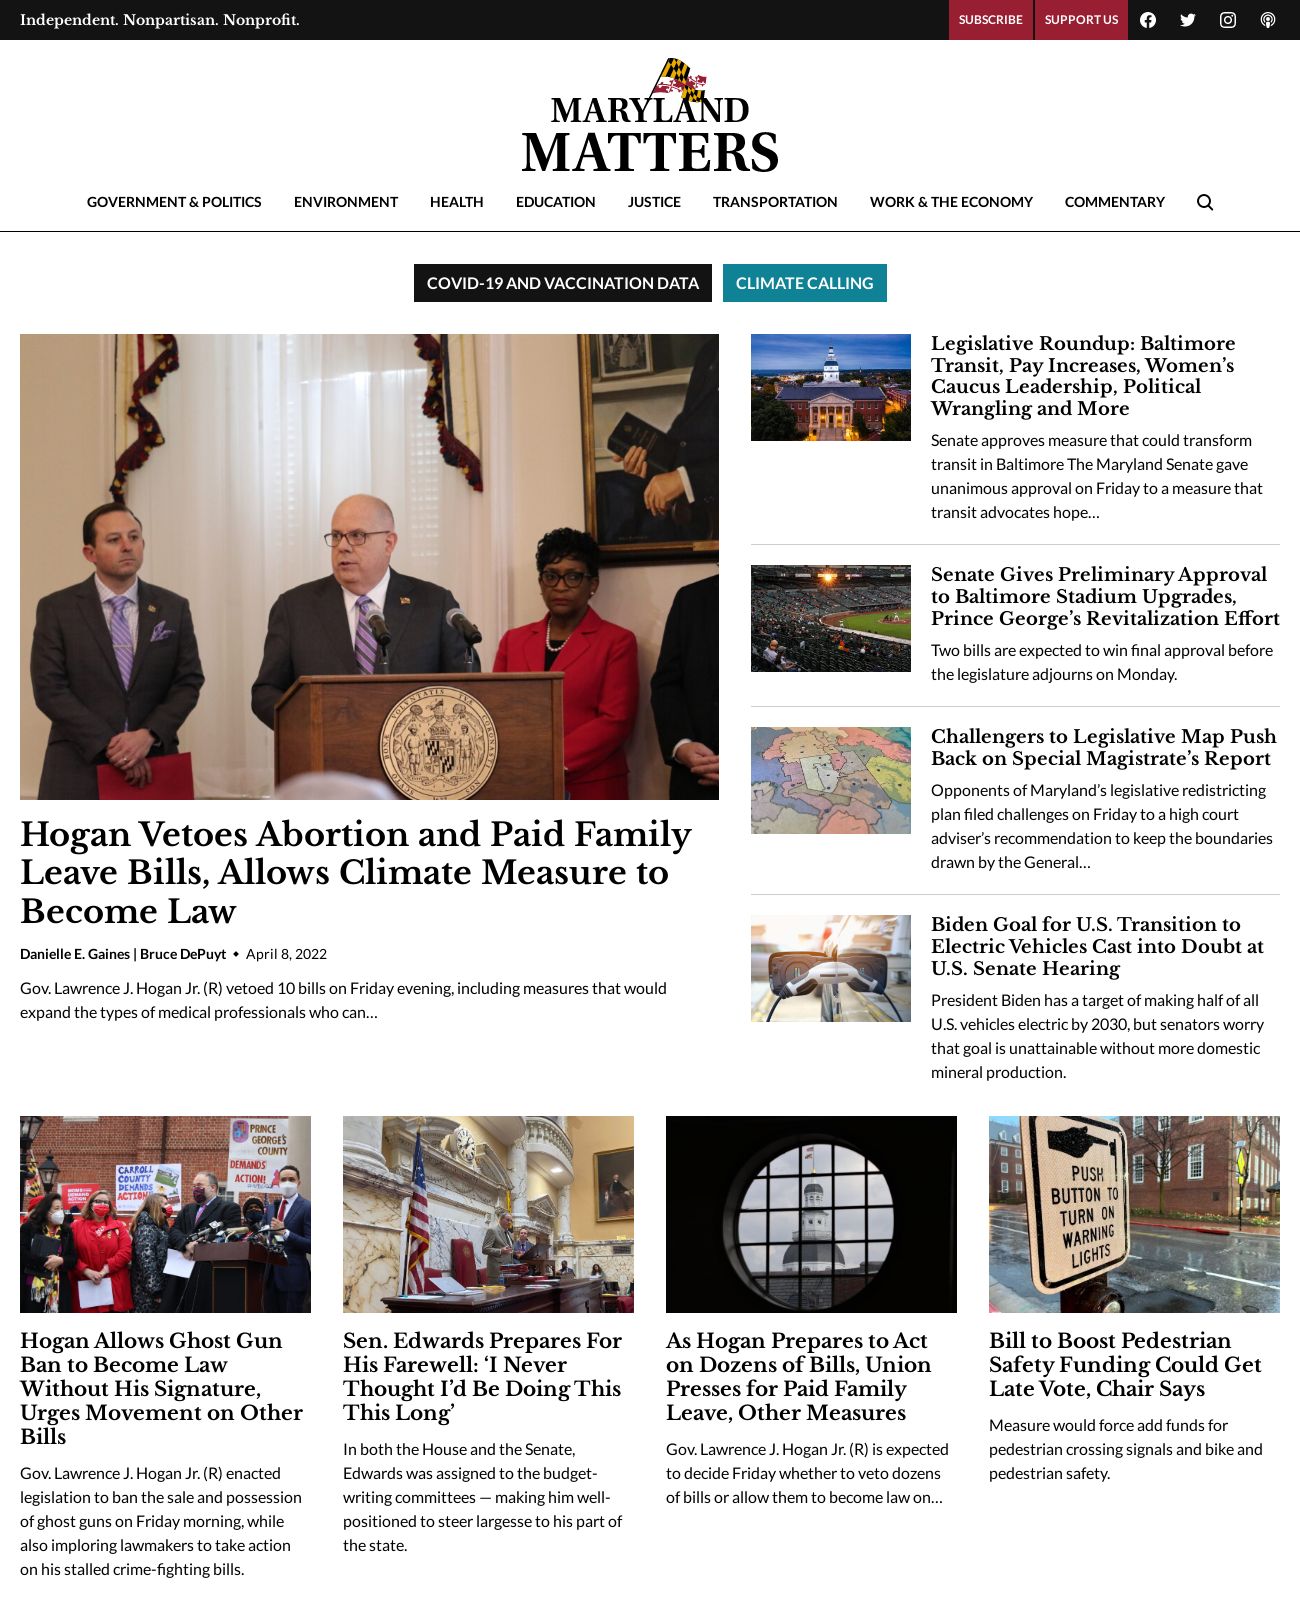 Independent. Nonpartisan. Nonprofit.
SUBSCRIBE
SUPPORT US
MARYLAND
MATTERS
GOVERNMENT & POLITICS
ENVIRONMENT
HEALTH
EDUCATION
JUSTICE
TRANSPORTATION
WORK & THE ECONOMY
COMMENTARY
COVID-19 AND VACCINATION DATA
CLIMATE CALLING
Hogan Vetoes Abortion and Paid Family
Leave Bills, Allows Climate Measure to
Become Law
Danielle E. Gaines | Bruce DePuyt • April 8, 2022
Gov. Lawrence J. Hogan Jr. (R) vetoed 10 bills on Friday evening, including measures that would
expand the types of medical professionals who can…
Legislative Roundup: Baltimore
Transit, Pay Increases, Women’s
Caucus Leadership, Political
Wrangling and More
Senate approves measure that could transform
transit in Baltimore The Maryland Senate gave
unanimous approval on Friday to a measure that
transit advocates hope…
Senate Gives Preliminary Approval
to Baltimore Stadium Upgrades,
Prince George’s Revitalization Effort
Two bills are expected to win final approval before
the legislature adjourns on Monday.
Challengers to Legislative Map Push
Back on Special Magistrate’s Report
Opponents of Maryland’s legislative redistricting
plan filed challenges on Friday to a high court
adviser’s recommendation to keep the boundaries
drawn by the General…
Biden Goal for U.S. Transition to
Electric Vehicles Cast into Doubt at
U.S. Senate Hearing
President Biden has a target of making half of all
U.S. vehicles electric by 2030, but senators worry
that goal is unattainable without more domestic
mineral production.
PRINCE
GEORGE'S
COUNTY
DEMANDS
ACTION!
CARROLL
COUNTY
DEMANDS
ACTION
Hogan Allows Ghost Gun
Ban to Become Law
Without His Signature,
Urges Movement on Other
Bills
Gov. Lawrence J. Hogan Jr. (R) enacted
legislation to ban the sale and possession
of ghost guns on Friday morning, while
also imploring lawmakers to take action
on his stalled crime-fighting bills.
Sen. Edwards Prepares For
His Farewell: ‘I Never
Thought I’d Be Doing This
This Long’
In both the House and the Senate,
Edwards was assigned to the budget-
writing committees — making him well-
positioned to steer largesse to his part of
the state.
As Hogan Prepares to Act
on Dozens of Bills, Union
Presses for Paid Family
Leave, Other Measures
Gov. Lawrence J. Hogan Jr. (R) is expected
to decide Friday whether to veto dozens
of bills or allow them to become law on…
PUSH
BUTTON TO
TURN ON
WARNING
LIGHTS
Bill to Boost Pedestrian
Safety Funding Could Get
Late Vote, Chair Says
Measure would force add funds for
pedestrian crossing signals and bike and
pedestrian safety.